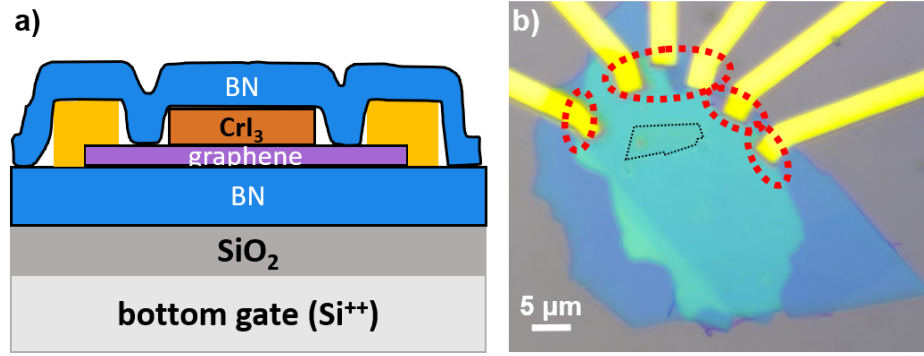 a)
BN
CrI₃
graphene
BN
SiO₂
bottom gate (Si⁺⁺)
b)
5 µm